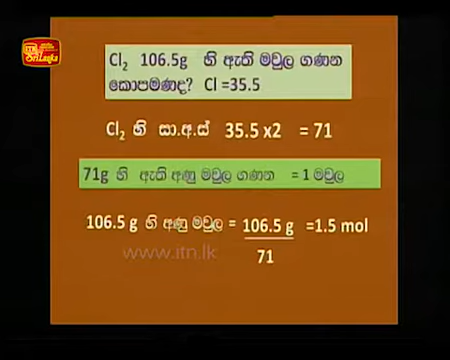 Cl₂ 106.5g හි ඇති මවුල ගණන
කොපමණද? Cl =35.5
Cl₂ හි සා.අ.ස් 35.5 x2 = 71
71g හි ඇති අණු මවුල ගණන = 1 මවුල
106.5 g හි අණු මවුල = 106.5 g =1.5 mol
71
www.itn.lk